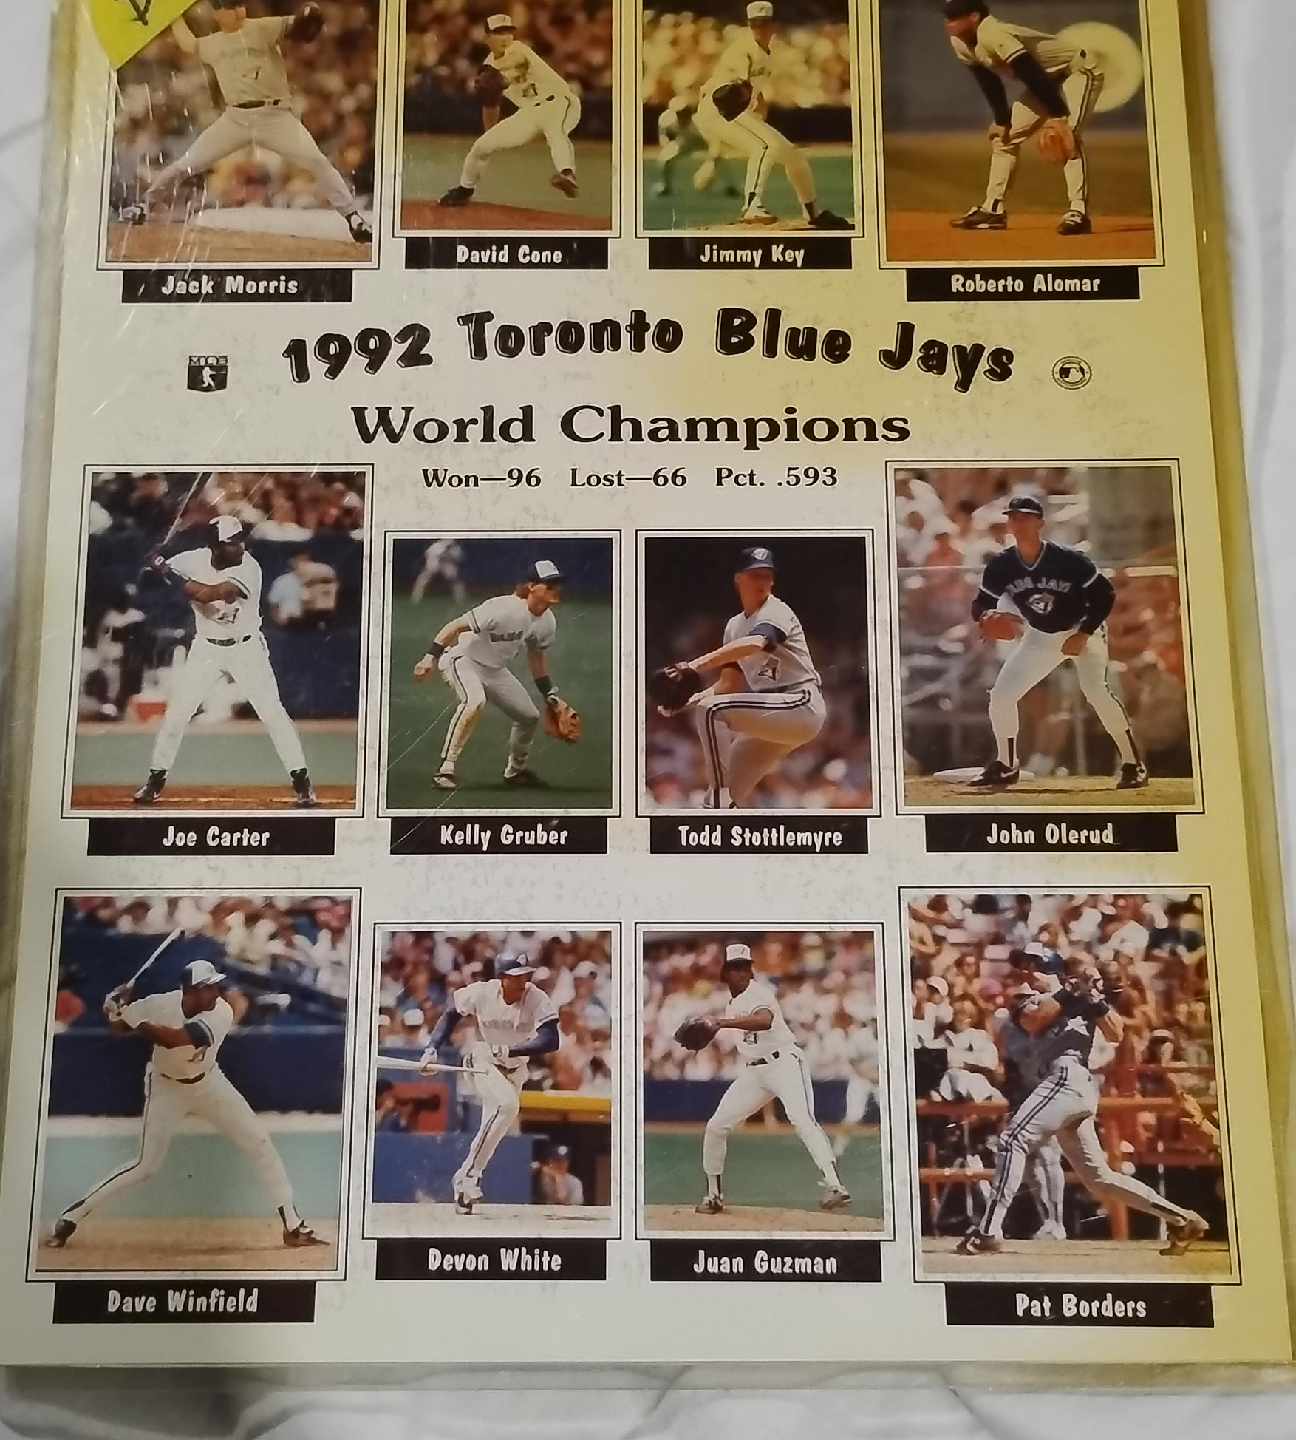 David Cone
Jimmy Key
Jack Morris
Roberto Alomar
1992 Toronto Blue Jays
World Champions
Won—96 Lost—66 Pct. .593
Joe Carter
Kelly Gruber
Todd Stottlemyre
John Olerud
Devon White
Juan Guzman
Dave Winfield
Pat Borders